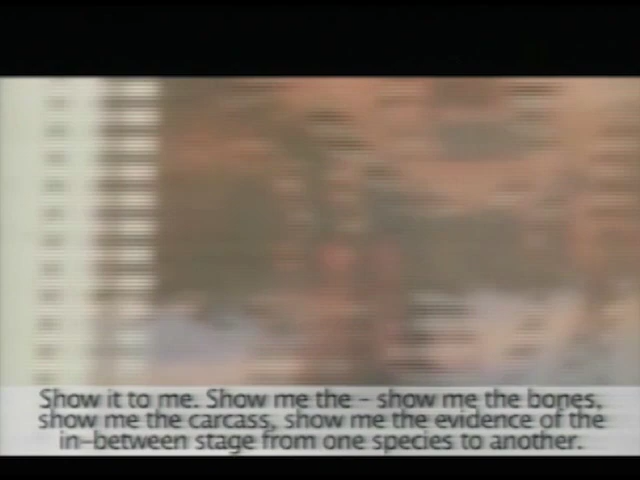 Show it to me. Show me the – show me the bones,
show me the carcass, show me the evidence of the
in–between stage from one species to another.